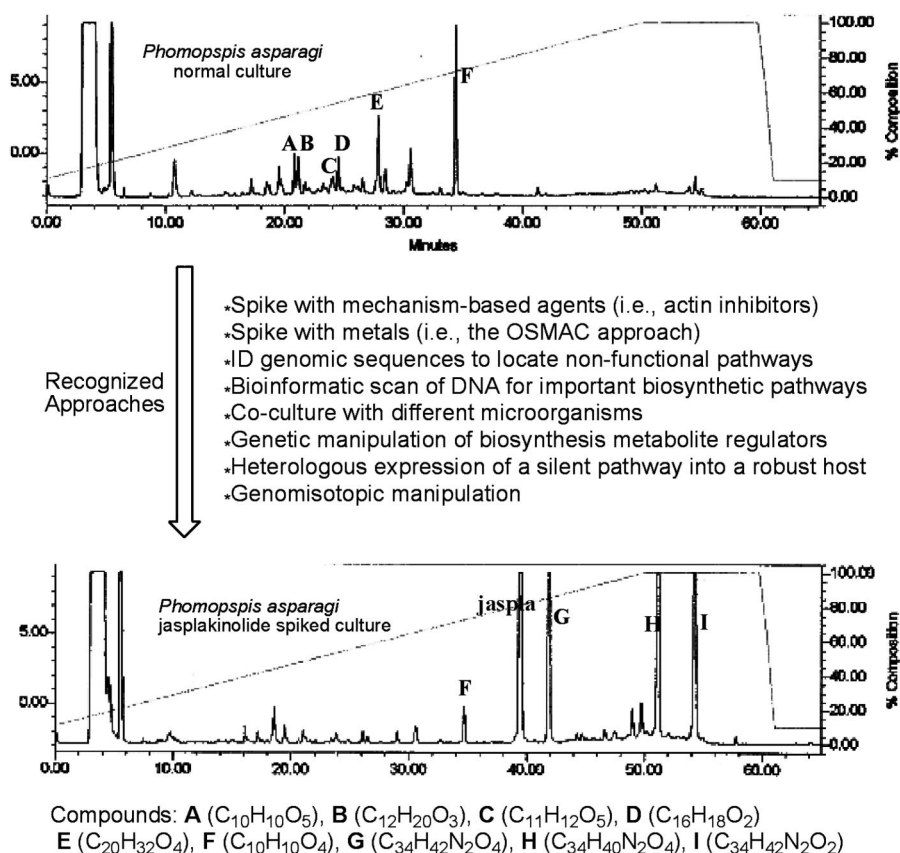 Phomopspis asparagi
normal culture
5.00
0.00
A B C D E F
100.00
80.00
60.00
40.00
20.00
0.00
% Composition
0.00 10.00 20.00 30.00 40.00 50.00 60.00
Minutes
Recognized
Approaches
*Spike with mechanism-based agents (i.e., actin inhibitors)
*Spike with metals (i.e., the OSMAC approach)
*ID genomic sequences to locate non-functional pathways
*Bioinformatic scan of DNA for important biosynthetic pathways
*Co-culture with different microorganisms
*Genetic manipulation of biosynthesis metabolite regulators
*Heterologous expression of a silent pathway into a robust host
*Genomisotopic manipulation
Phomopspis asparagi
jasplakinolide spiked culture
5.00
0.00
F jaspla G H I
100.00
80.00
60.00
40.00
20.00
0.00
% Composition
0.00 10.00 20.00 30.00 40.00 50.00 60.00
Compounds: A (C10H10O5), B (C12H20O3), C (C11H12O5), D (C16H18O2)
E (C20H32O4), F (C10H10O4), G (C34H42N2O4), H (C34H40N2O4), I (C34H42N2O2)